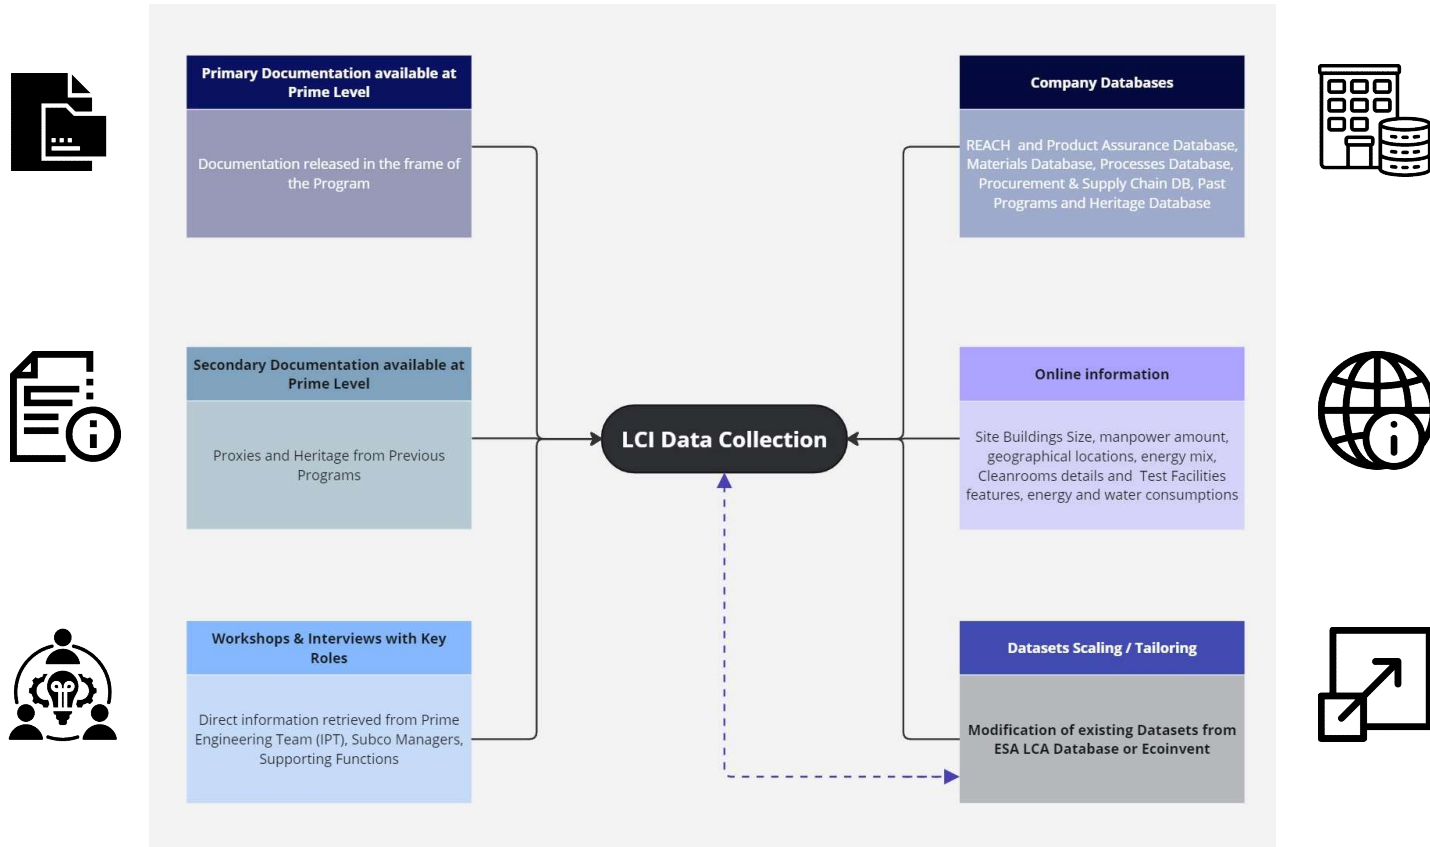 Primary Documentation available at
Prime Level
Documentation released in the frame of
the Program
Secondary Documentation available at
Prime Level
Proxies and Heritage from Previous
Programs
Workshops & Interviews with Key
Roles
Direct information retrieved from Prime
Engineering Team (IPT), Subco Managers,
Supporting Functions
LCI Data Collection
Company Databases
REACH and Product Assurance Database,
Materials Database, Processes Database,
Procurement & Supply Chain DB, Past
Programs and Heritage Database
Online information
Site Buildings Size, manpower amount,
geographical locations, energy mix,
Cleanrooms details and Test Facilities
features, energy and water consumptions
Datasets Scaling / Tailoring
Modification of existing Datasets from
ESA LCA Database or Ecoinvent